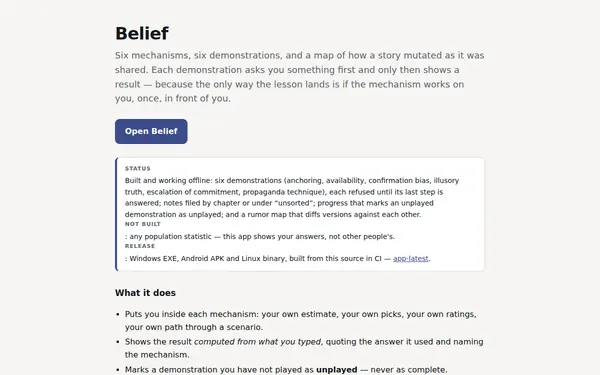 Belief
Six mechanisms, six demonstrations, and a map of how a story mutated as it was
shared. Each demonstration asks you something first and only then shows a
result — because the only way the lesson lands is if the mechanism works on
you, once, in front of you.
Open Belief
STATUS
Built and working offline: six demonstrations (anchoring, availability, confirmation bias, illusory
truth, escalation of commitment, propaganda technique), each refused until its last step is
answered; notes filed by chapter or under “unsorted”; progress that marks an unplayed
demonstration as unplayed; and a rumor map that diffs versions against each other.
NOT BUILT
: any population statistic — this app shows your answers, not other people's.
RELEASE
: Windows EXE, Android APK and Linux binary, built from this source in CI — app-latest.
What it does
• Puts you inside each mechanism: your own estimate, your own picks, your own ratings,
your own path through a scenario.
• Shows the result computed from what you typed, quoting the answer it used and naming
the mechanism.
• Marks a demonstration you have not played as unplayed — never as complete.